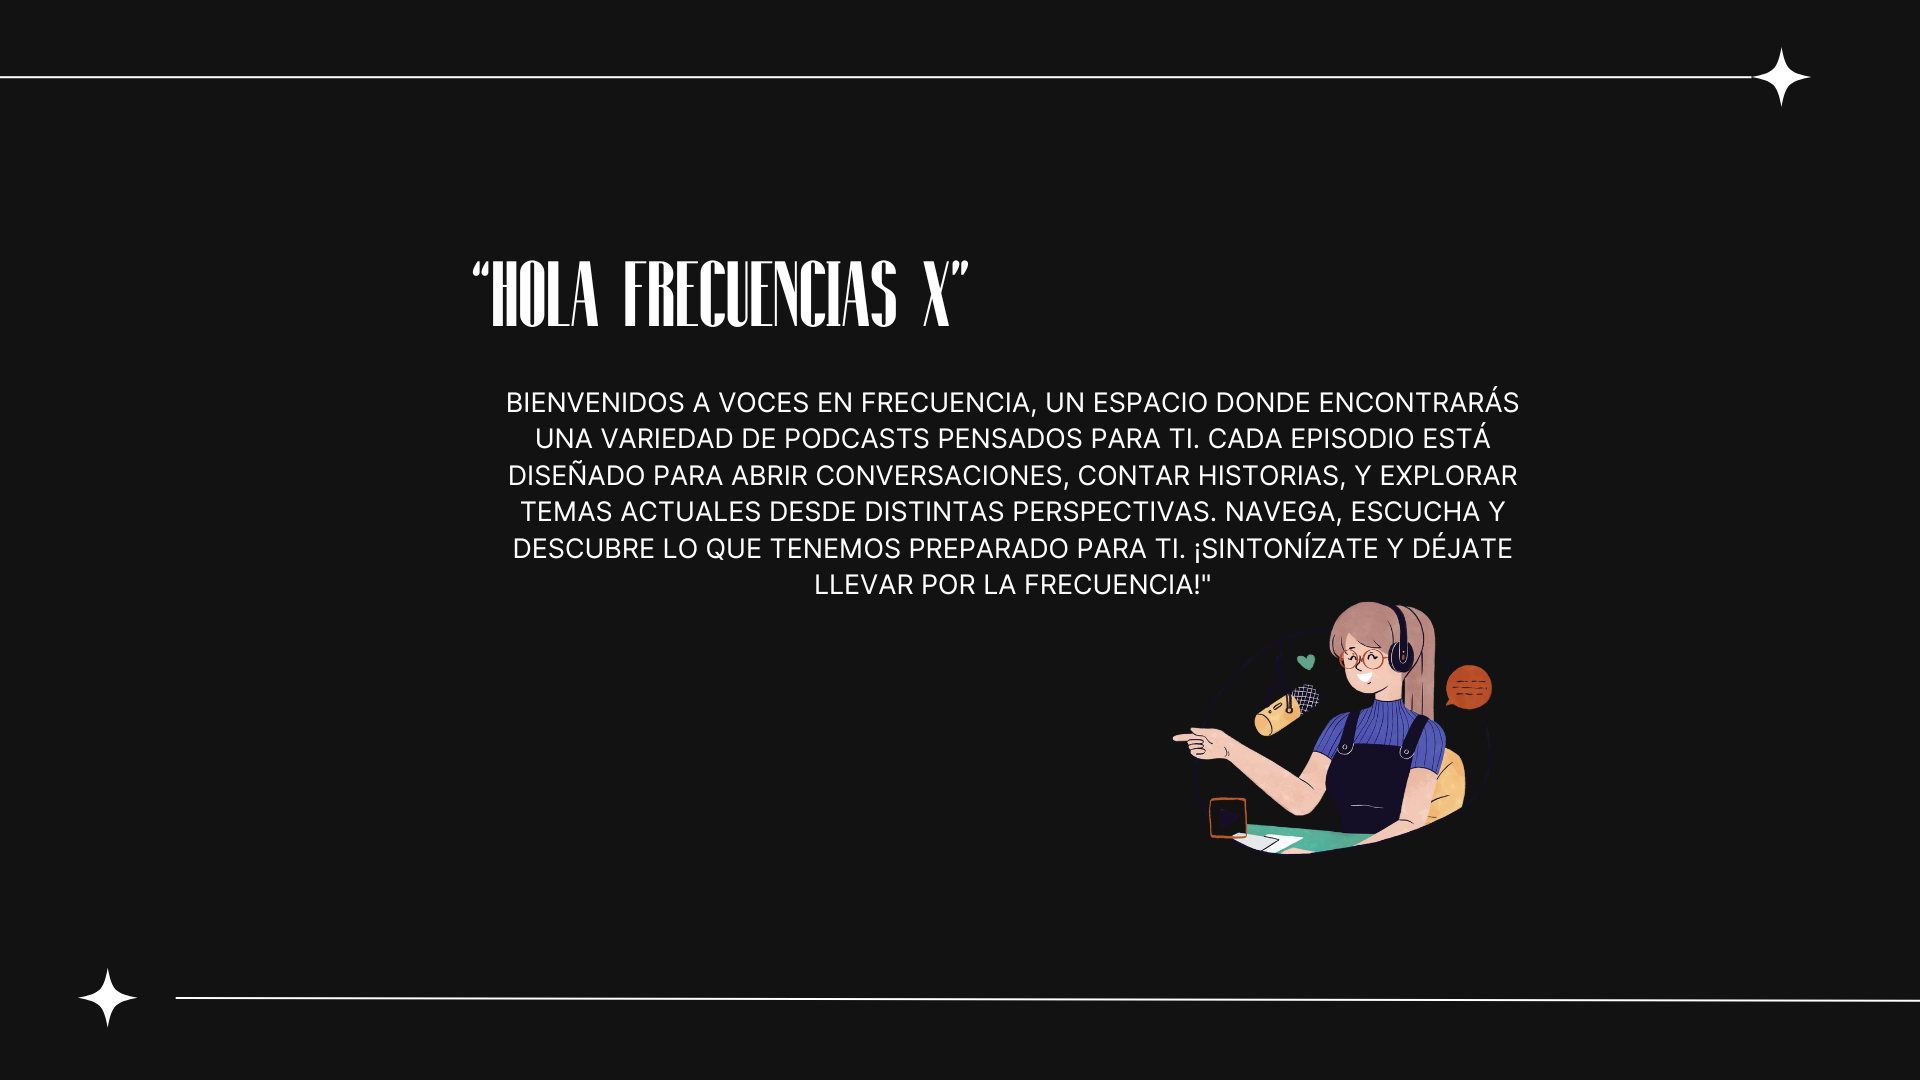 “HOLA FRECUENCIAS X”
BIENVENIDOS A VOCES EN FRECUENCIA, UN ESPACIO DONDE ENCONTRARÁS
UNA VARIEDAD DE PODCASTS PENSADOS PARA TI. CADA EPISODIO ESTÁ
DISEÑADO PARA ABRIR CONVERSACIONES, CONTAR HISTORIAS, Y EXPLORAR
TEMAS ACTUALES DESDE DISTINTAS PERSPECTIVAS. NAVEGA, ESCUCHA Y
DESCUBRE LO QUE TENEMOS PREPARADO PARA TI. ¡SINTONÍZATE Y DÉJATE
LLEVAR POR LA FRECUENCIA!"